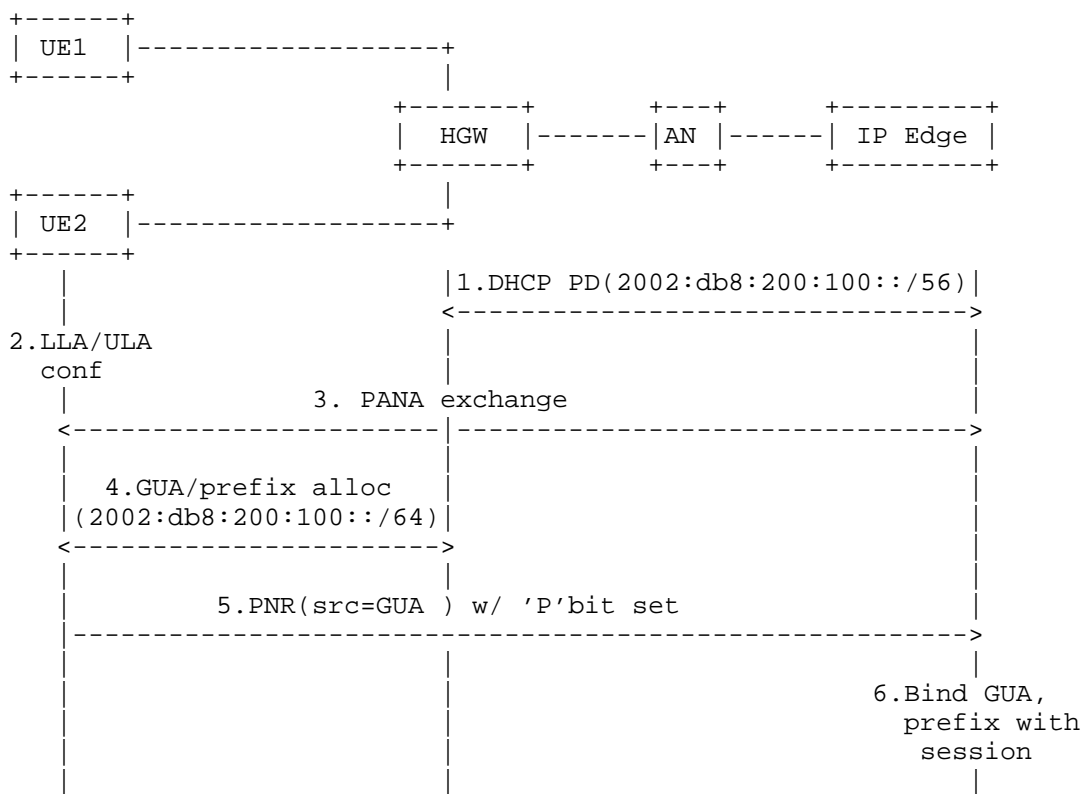 UE1
HGW AN IP Edge
UE2
1.DHCP PD(2002:db8:200:100::/56)
2.LLA/ULA
conf
3. PANA exchange
4.GUA/prefix alloc
(2002:db8:200:100::/64)
5.PNR(src=GUA ) w/ 'P'bit set
6.Bind GUA,
prefix with
session